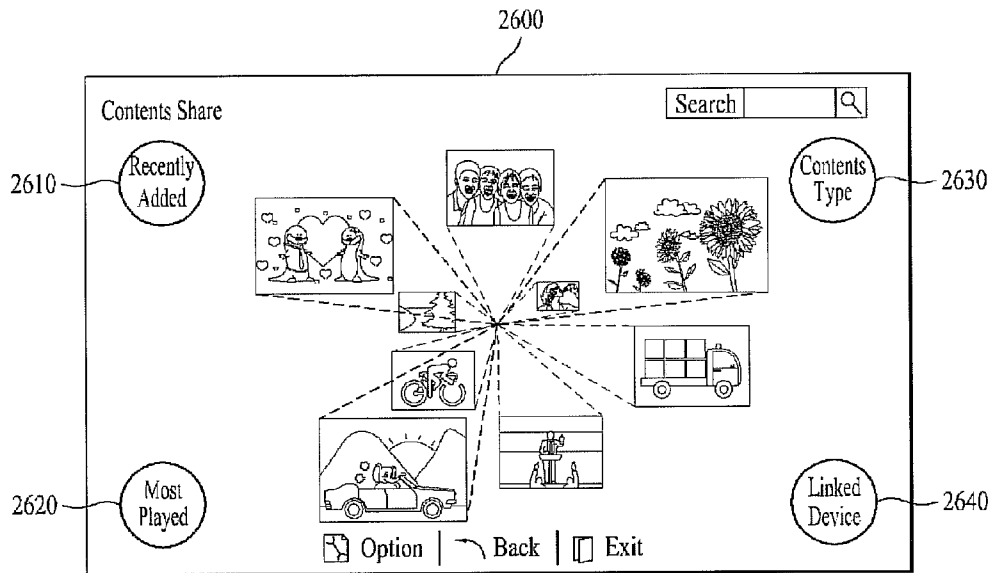 2600
Contents Share
Search
Recently
Added
2610
Contents
Type
2630
Most
Played
2620
Linked
Device
2640
Option
Back
Exit